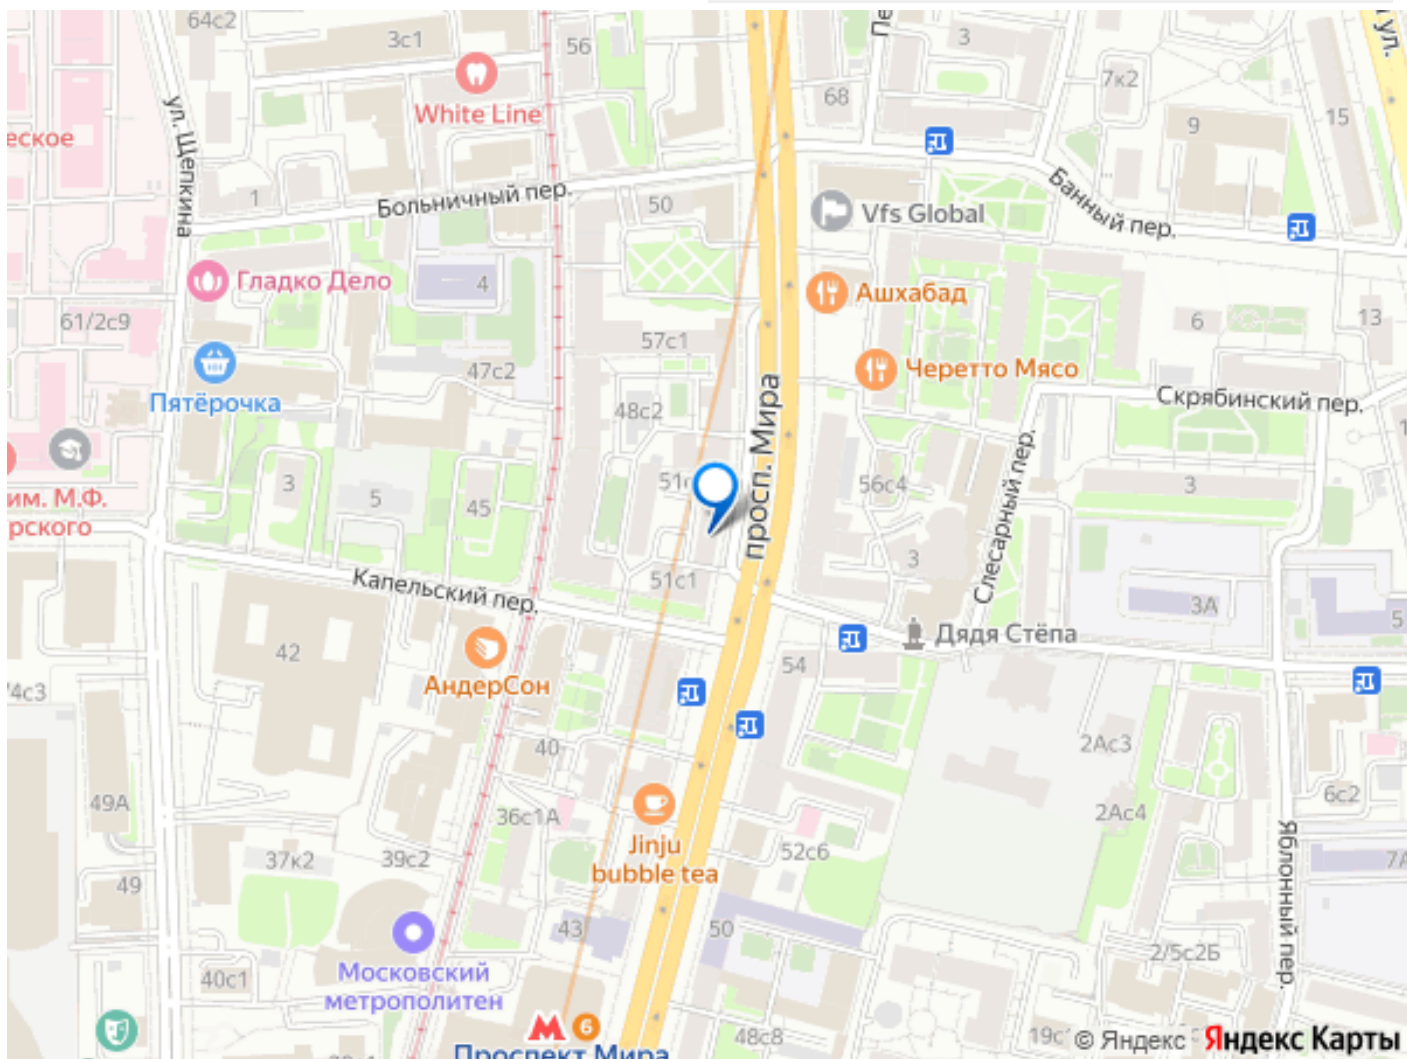 64с2
3с1
56
3
Пе
ул.
68
7к2
15
9
White Line
еское
ул. Щепкина
1
Больничный пер.
50
Vfs Global
Банный пер.
Гладко Дело
4
Ашхабад
61/2с9
57с1
6
13
47с2
Черетто Мясо
Пятёрочка
48с2
просп. Мира
Скрябинский пер.
3
5
45
56с4
3
им. М.Ф.
рского
Слесарный пер.
3
Капельский пер.
51с1
3А
5
Дядя Стёпа
42
АндерСон
54
4с3
40
2Ас3
49А
36с1А
Jinju
bubble tea
2Ас4
6с2
37к2
39с2
52с6
7А
49
43
50
Яблонный пер.
Московский
метрополитен
40с1
2/5с2Б
6
Проспект Мира
48с8
© Яндекс
Яндекс Карты